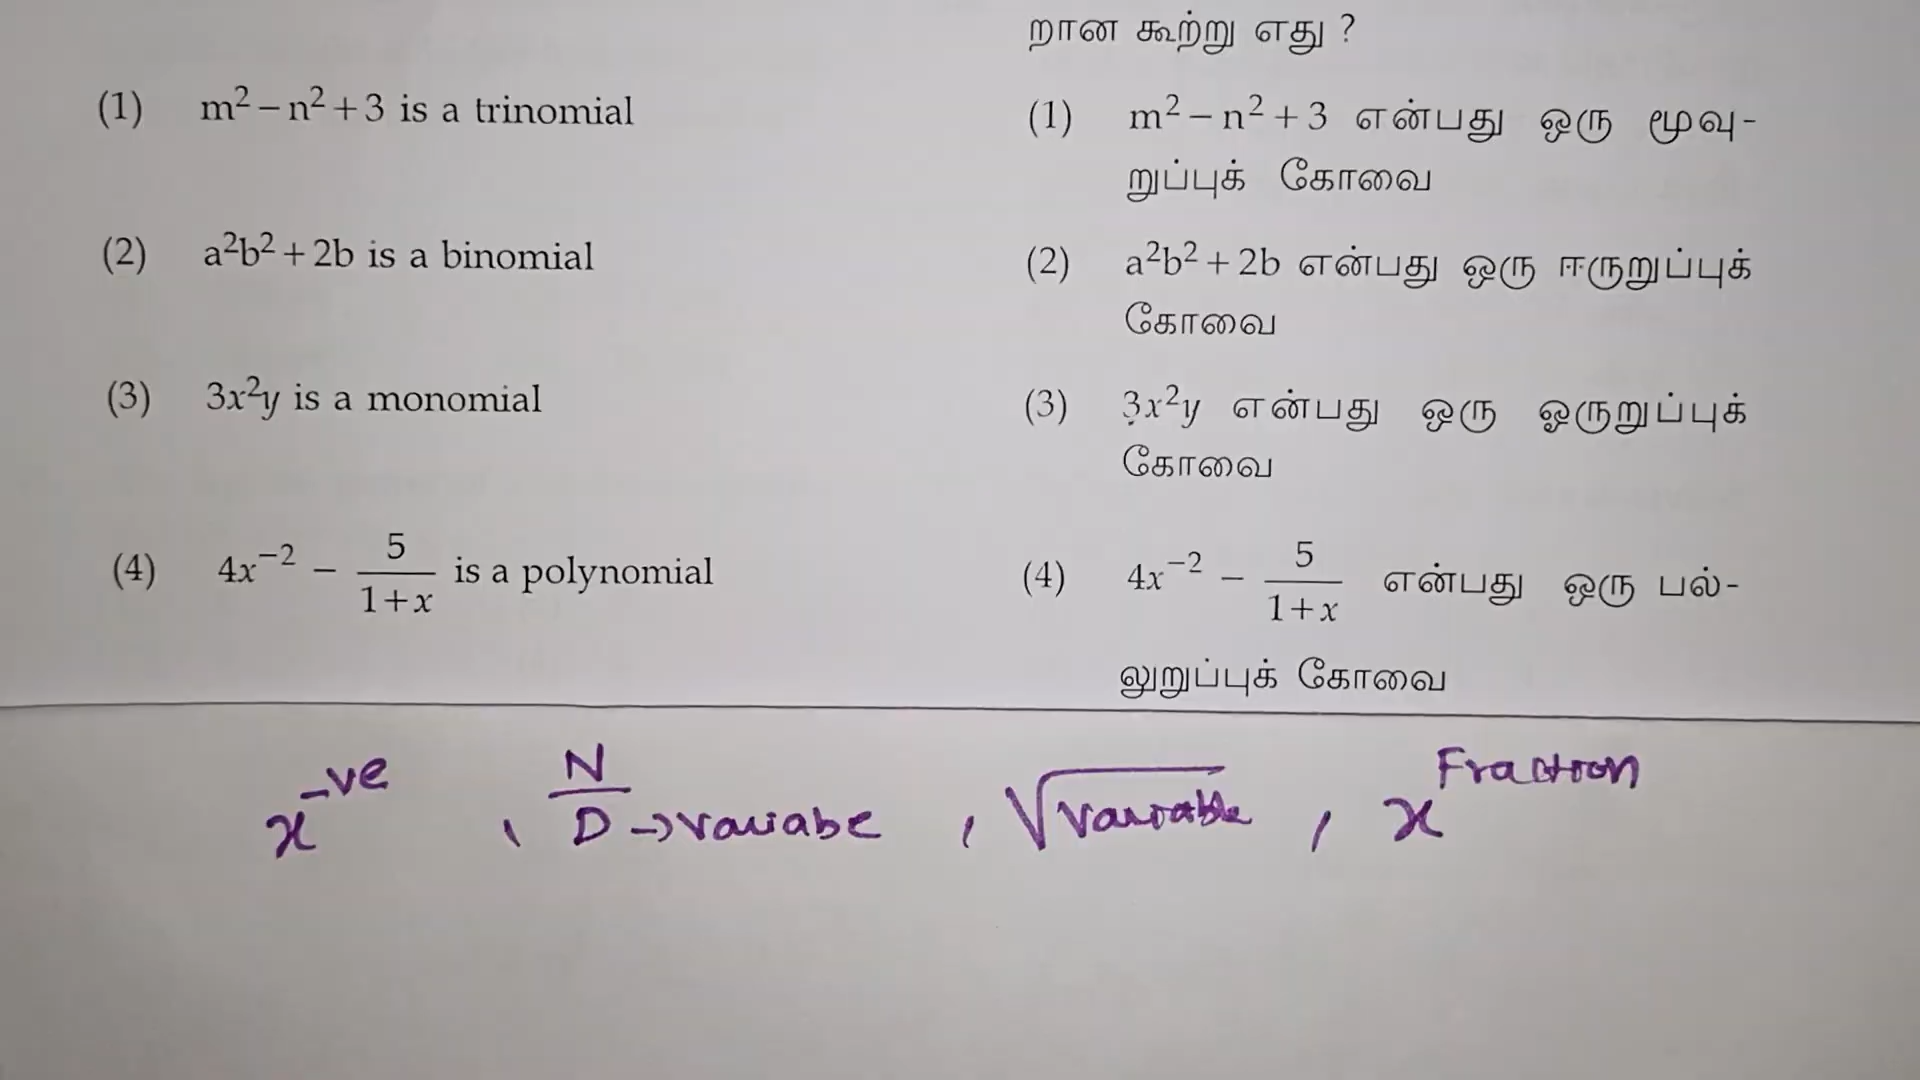 றான கூற்று எது ?
(1) m² – n² + 3 is a trinomial
(2) a²b² + 2b is a binomial
(3) 3x²y is a monomial
(4) 4x⁻² – 5/(1+x) is a polynomial
(1) m² – n² + 3 என்பது ஒரு மூவு-
றுப்புக் கோவை
(2) a²b² + 2b என்பது ஒரு ஈருறுப்புக்
கோவை
(3) 3x²y என்பது ஒரு ஓருறுப்புக்
கோவை
(4) 4x⁻² – 5/(1+x) என்பது ஒரு பல்-
லுறுப்புக் கோவை
x^-ve , N/D → variabe , √variable , x^Fraction